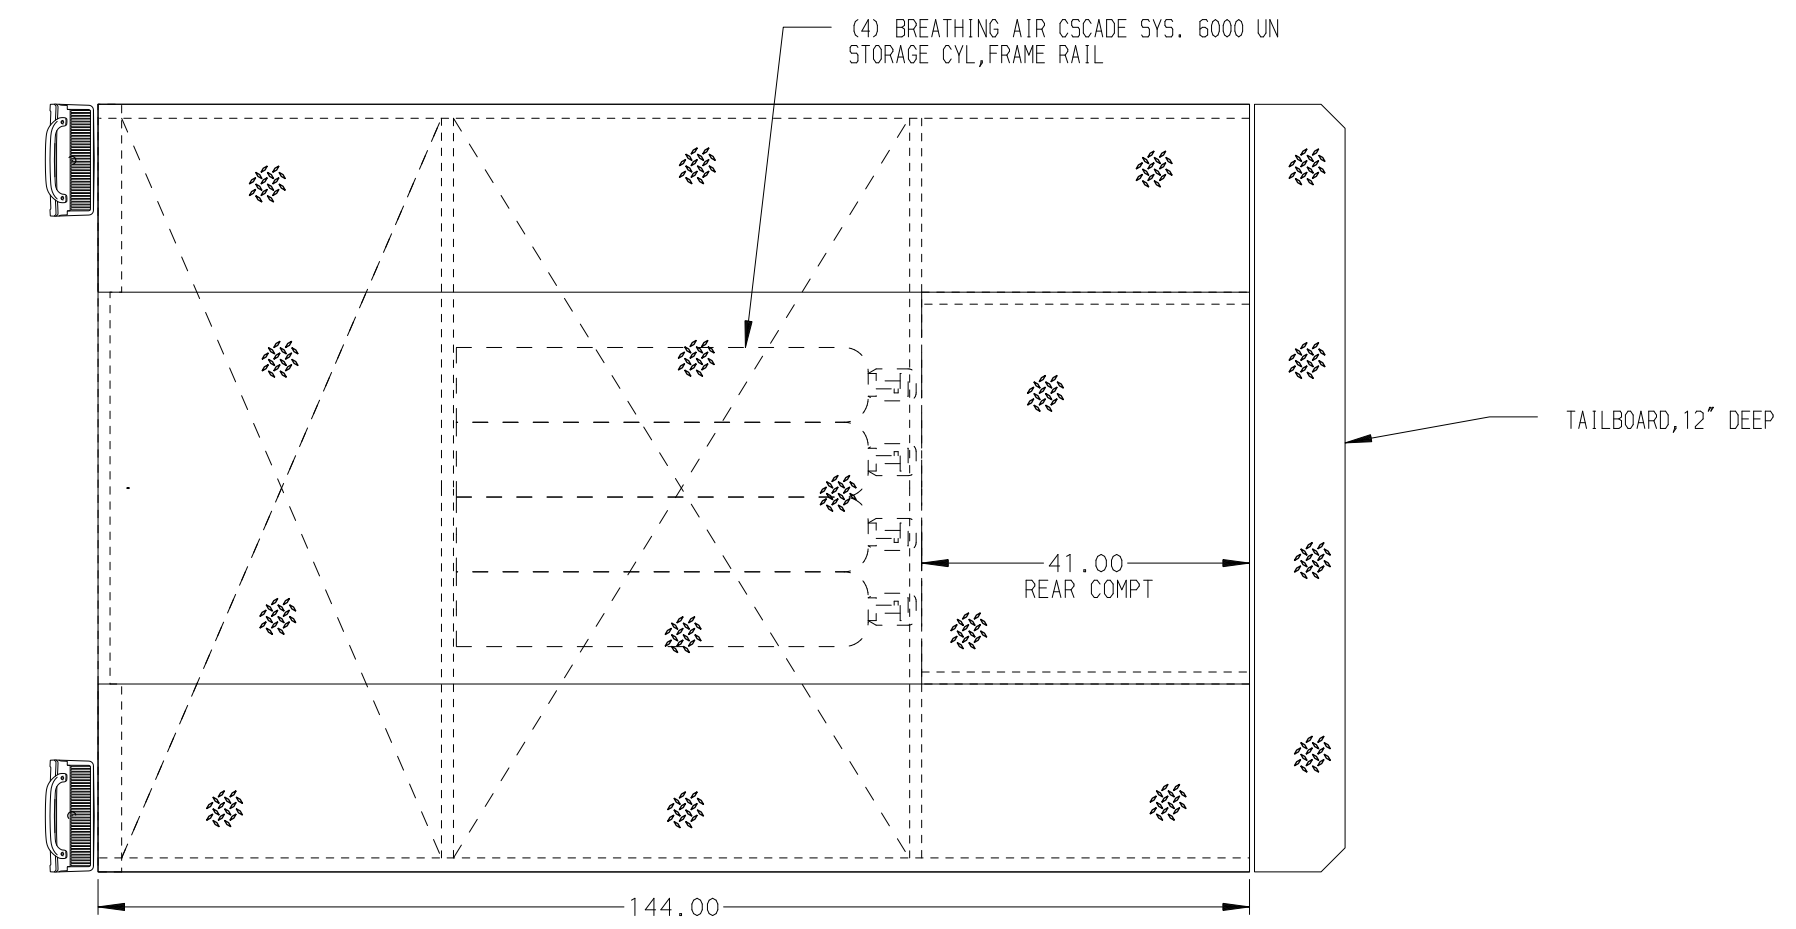 (4) BREATHING AIR CSCADE SYS. 6000 UN
STORAGE CYL,FRAME RAIL
TAILBOARD,12" DEEP
41.00
REAR COMPT
144.00